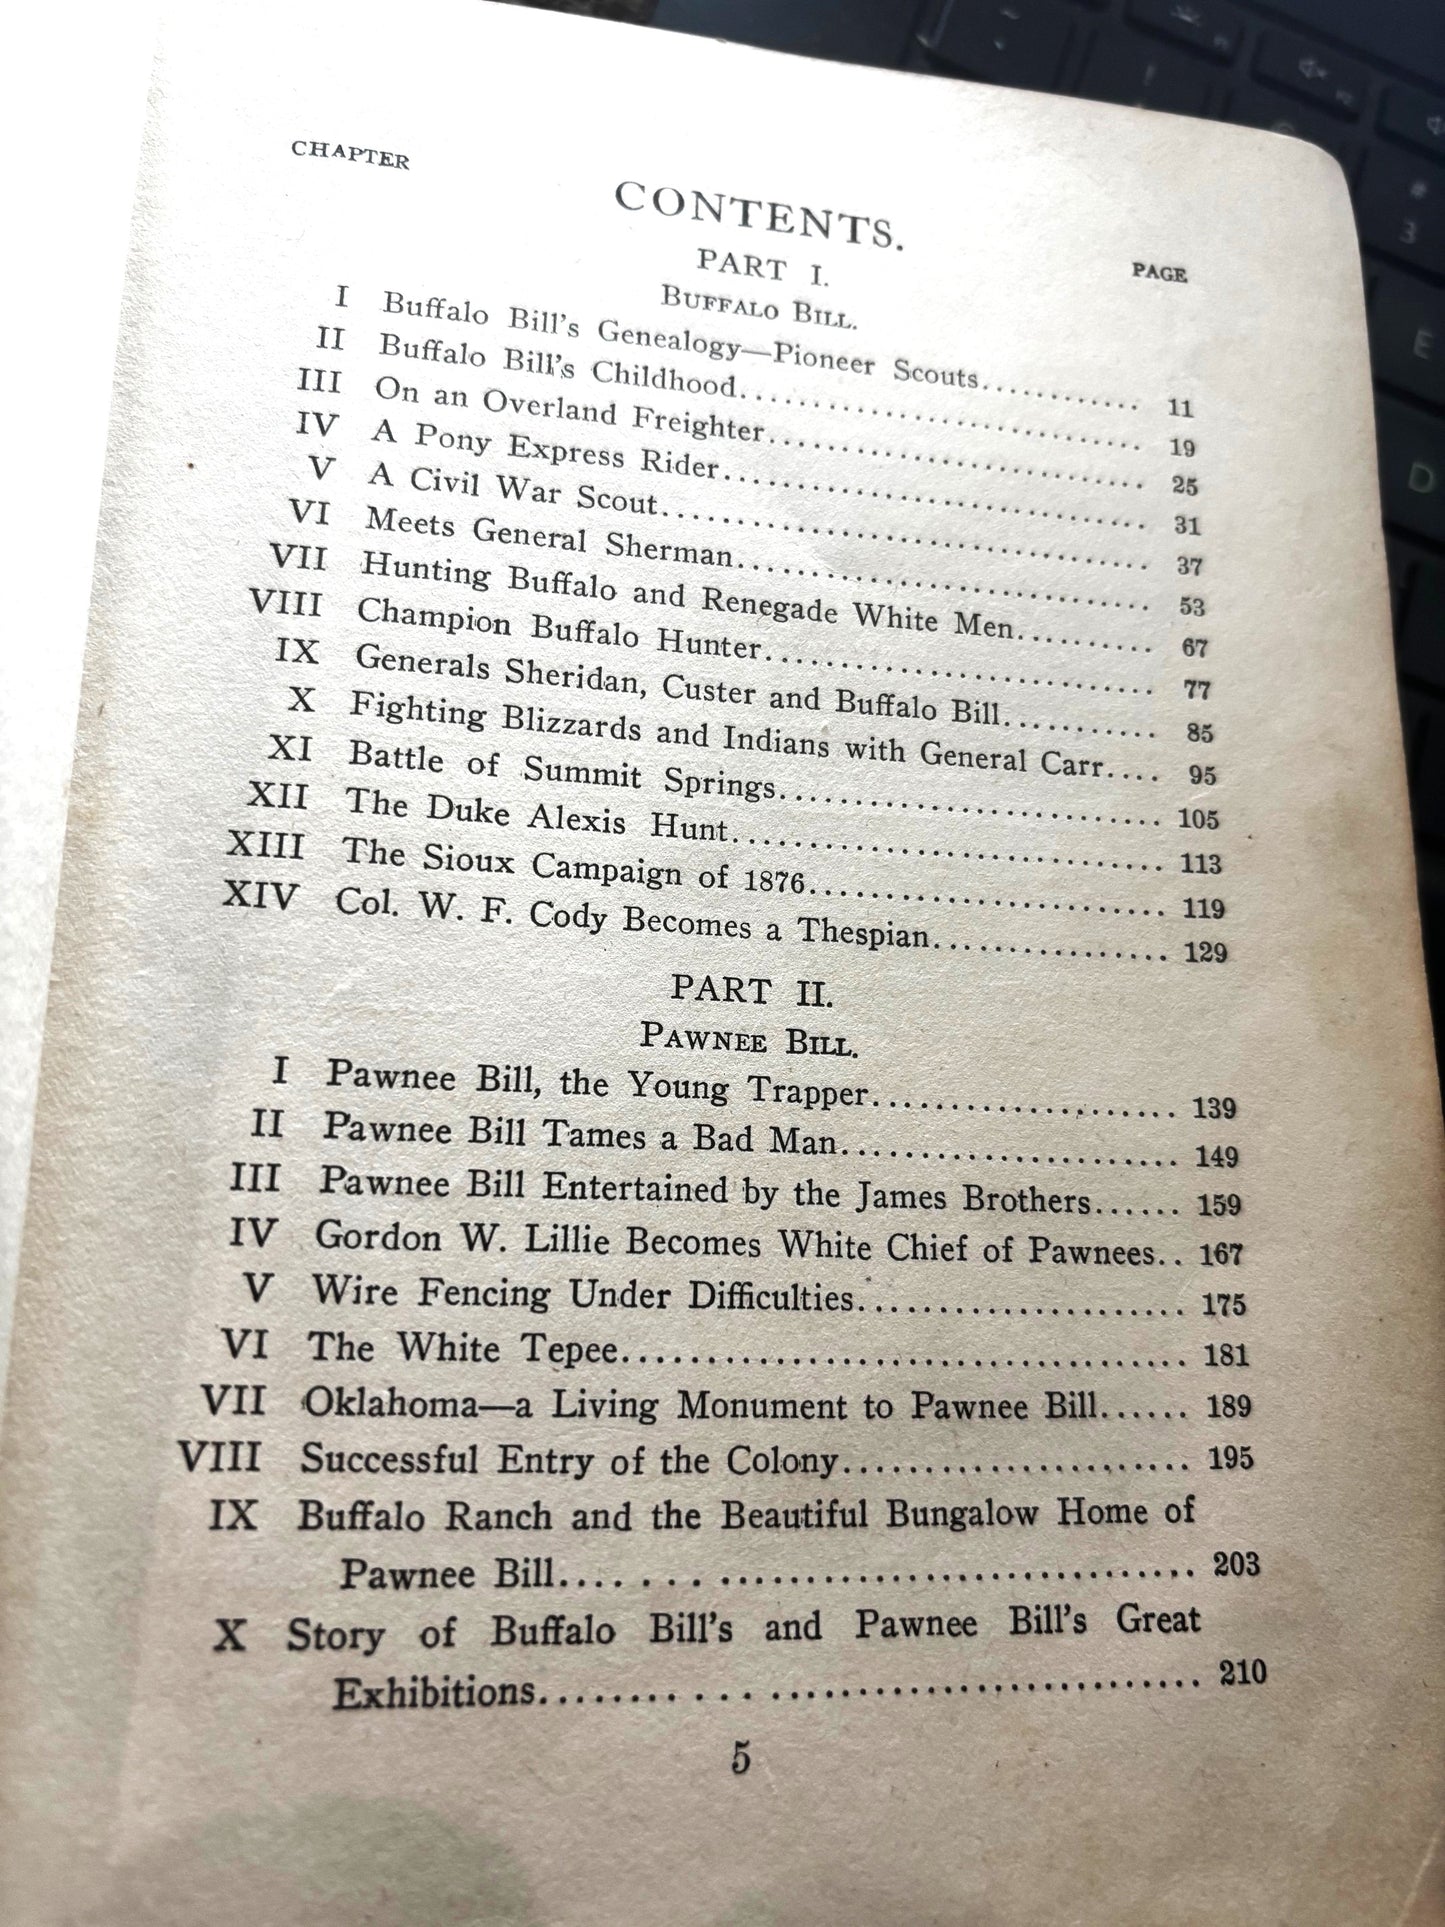 CHAPTER
CONTENTS.
PART I.
PAGE
BUFFALO BILL.
I Buffalo Bill's Genealogy—Pioneer Scouts............ 11
II Buffalo Bill's Childhood........................... 19
III On an Overland Freighter......................... 25
IV A Pony Express Rider............................. 31
V A Civil War Scout................................. 37
VI Meets General Sherman............................ 53
VII Hunting Buffalo and Renegade White Men.......... 67
VIII Champion Buffalo Hunter.......................... 77
IX Generals Sheridan, Custer and Buffalo Bill........... 85
X Fighting Blizzards and Indians with General Carr.... 95
XI Battle of Summit Springs.......................... 105
XII The Duke Alexis Hunt............................. 113
XIII The Sioux Campaign of 1876........................ 119
XIV Col. W. F. Cody Becomes a Thespian................ 129
PART II.
PAWNEE BILL.
I Pawnee Bill, the Young Trapper..................... 139
II Pawnee Bill Tames a Bad Man....................... 149
III Pawnee Bill Entertained by the James Brothers...... 159
IV Gordon W. Lillie Becomes White Chief of Pawnees.. 167
V Wire Fencing Under Difficulties...................... 175
VI The White Tepee................................... 181
VII Oklahoma—a Living Monument to Pawnee Bill...... 189
VIII Successful Entry of the Colony....................... 195
IX Buffalo Ranch and the Beautiful Bungalow Home of
Pawnee Bill.... . . . ............................... 203
X Story of Buffalo Bill's and Pawnee Bill's Great
Exhibitions........ . . . ............................ 210
5
# 3
E
D